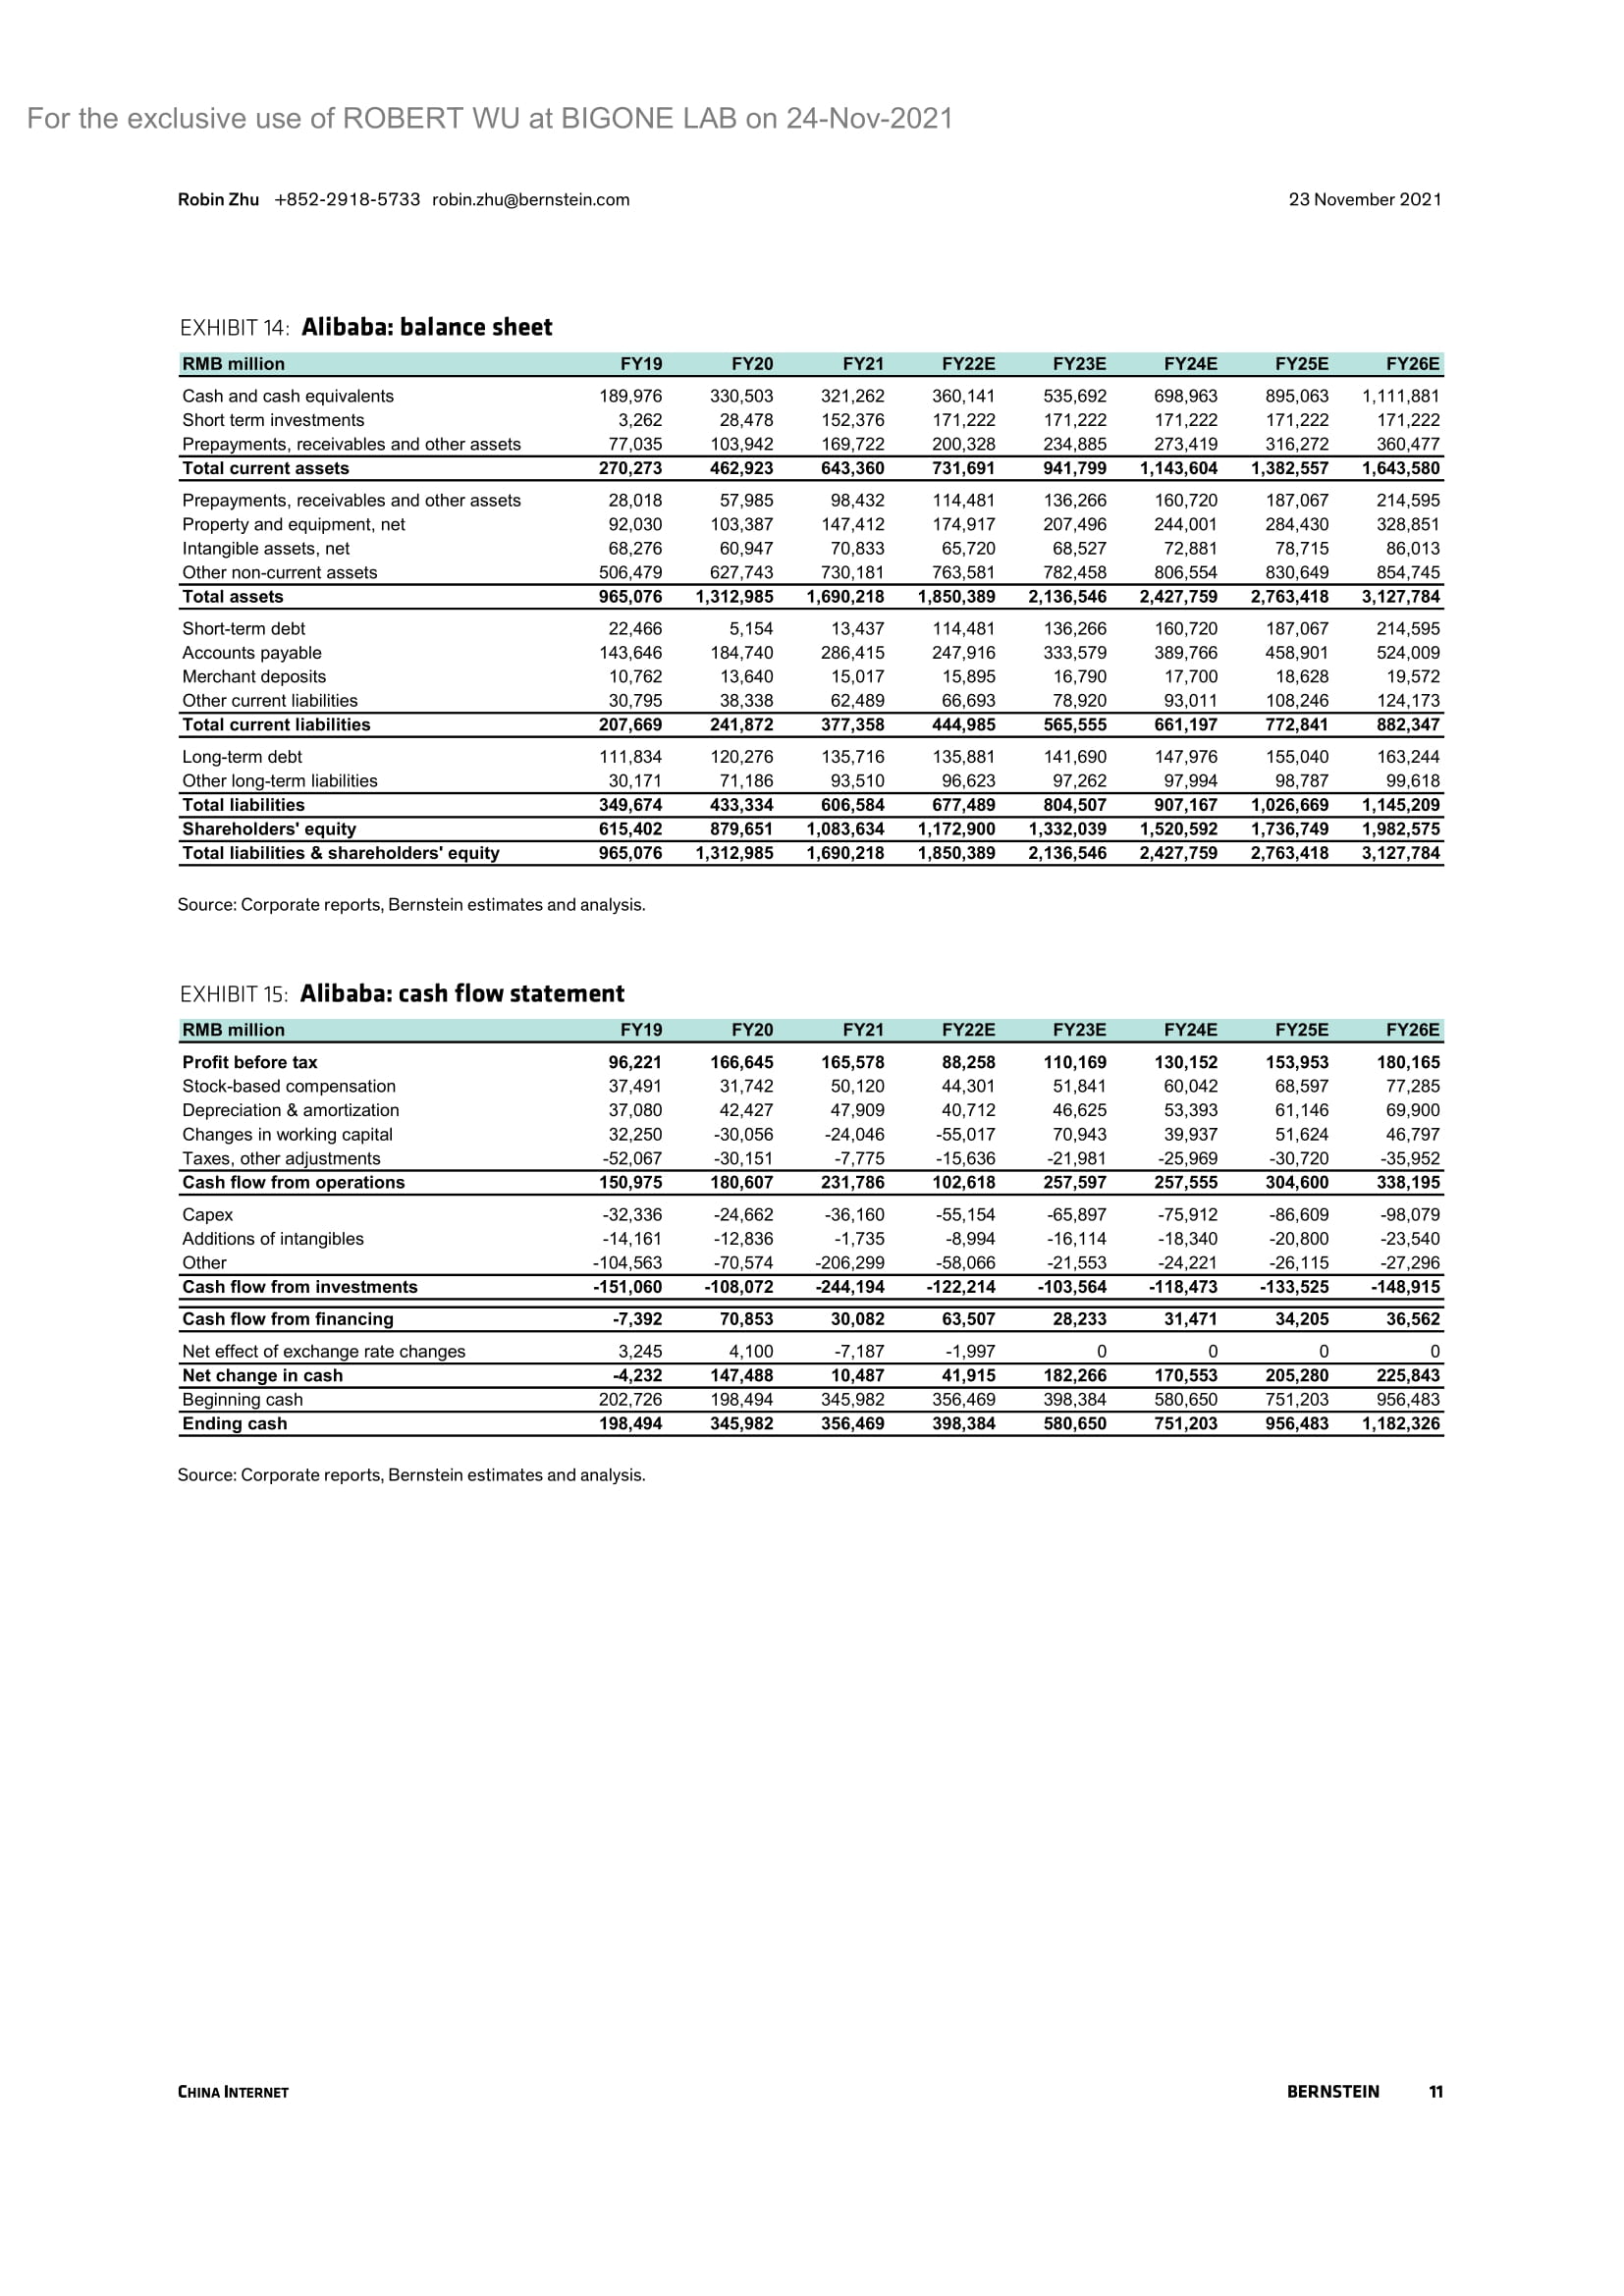 For the exclusive use of ROBERT WU at BIGONE LAB on 24-Nov-2021
Robin Zhu +852-2918-5733 robin.zhu@bernstein.com 23 November 2021
EXHIBIT 14: Alibaba: balance sheet
RMB million FY19 FY20 FY21 FY22E FY23E FY24E FY25E FY26E
Cash and cash equivalents 189,976 330,503 321,262 360,141 535,692 698,963 895,063 1,111,881
Short term investments 3,262 28,478 152,376 171,222 171,222 171,222 171,222 171,222
Prepayments, receivables and other assets 77,035 103,942 169,722 200,328 234,885 273,419 316,272 360,477
Total current assets 270,273 462,923 643,360 731,691 941,799 1,143,604 1,382,557 1,643,580
Prepayments, receivables and other assets 28,018 57,985 98,432 114,481 136,266 160,720 187,067 214,595
Property and equipment, net 92,030 103,387 147,412 174,917 207,496 244,001 284,430 328,851
Intangible assets, net 68,276 60,947 70,833 65,720 68,527 72,881 78,715 86,013
Other non-current assets 506,479 627,743 730,181 763,581 782,458 806,554 830,649 854,745
Total assets 965,076 1,312,985 1,690,218 1,850,389 2,136,546 2,427,759 2,763,418 3,127,784
Short-term debt 22,466 5,154 13,437 114,481 136,266 160,720 187,067 214,595
Accounts payable 143,646 184,740 286,415 247,916 333,579 389,766 458,901 524,009
Merchant deposits 10,762 13,640 15,017 15,895 16,790 17,700 18,628 19,572
Other current liabilities 30,795 38,338 62,489 66,693 78,920 93,011 108,246 124,173
Total current liabilities 207,669 241,872 377,358 444,985 565,555 661,197 772,841 882,347
Long-term debt 111,834 120,276 135,716 135,881 141,690 147,976 155,040 163,244
Other long-term liabilities 30,171 71,186 93,510 96,623 97,262 97,994 98,787 99,618
Total liabilities 349,674 433,334 606,584 677,489 804,507 907,167 1,026,669 1,145,209
Shareholders' equity 615,402 879,651 1,083,634 1,172,900 1,332,039 1,520,592 1,736,749 1,982,575
Total liabilities & shareholders' equity 965,076 1,312,985 1,690,218 1,850,389 2,136,546 2,427,759 2,763,418 3,127,784
Source: Corporate reports, Bernstein estimates and analysis.
EXHIBIT 15: Alibaba: cash flow statement
RMB million FY19 FY20 FY21 FY22E FY23E FY24E FY25E FY26E
Profit before tax 96,221 166,645 165,578 88,258 110,169 130,152 153,953 180,165
Stock-based compensation 37,491 31,742 50,120 44,301 51,841 60,042 68,597 77,285
Depreciation & amortization 37,080 42,427 47,909 40,712 46,625 53,393 61,146 69,900
Changes in working capital 32,250 -30,056 -24,046 -55,017 70,943 39,937 51,624 46,797
Taxes, other adjustments -52,067 -30,151 -7,775 -15,636 -21,981 -25,969 -30,720 -35,952
Cash flow from operations 150,975 180,607 231,786 102,618 257,597 257,555 304,600 338,195
Capex -32,336 -24,662 -36,160 -55,154 -65,897 -75,912 -86,609 -98,079
Additions of intangibles -14,161 -12,836 -1,735 -8,994 -16,114 -18,340 -20,800 -23,540
Other -104,563 -70,574 -206,299 -58,066 -21,553 -24,221 -26,115 -27,296
Cash flow from investments -151,060 -108,072 -244,194 -122,214 -103,564 -118,473 -133,525 -148,915
Cash flow from financing -7,392 70,853 30,082 63,507 28,233 31,471 34,205 36,562
Net effect of exchange rate changes 3,245 4,100 -7,187 -1,997 0 0 0 0
Net change in cash -4,232 147,488 10,487 41,915 182,266 170,553 205,280 225,843
Beginning cash 202,726 198,494 345,982 356,469 398,384 580,650 751,203 956,483
Ending cash 198,494 345,982 356,469 398,384 580,650 751,203 956,483 1,182,326
Source: Corporate reports, Bernstein estimates and analysis.
CHINA INTERNET BERNSTEIN 11